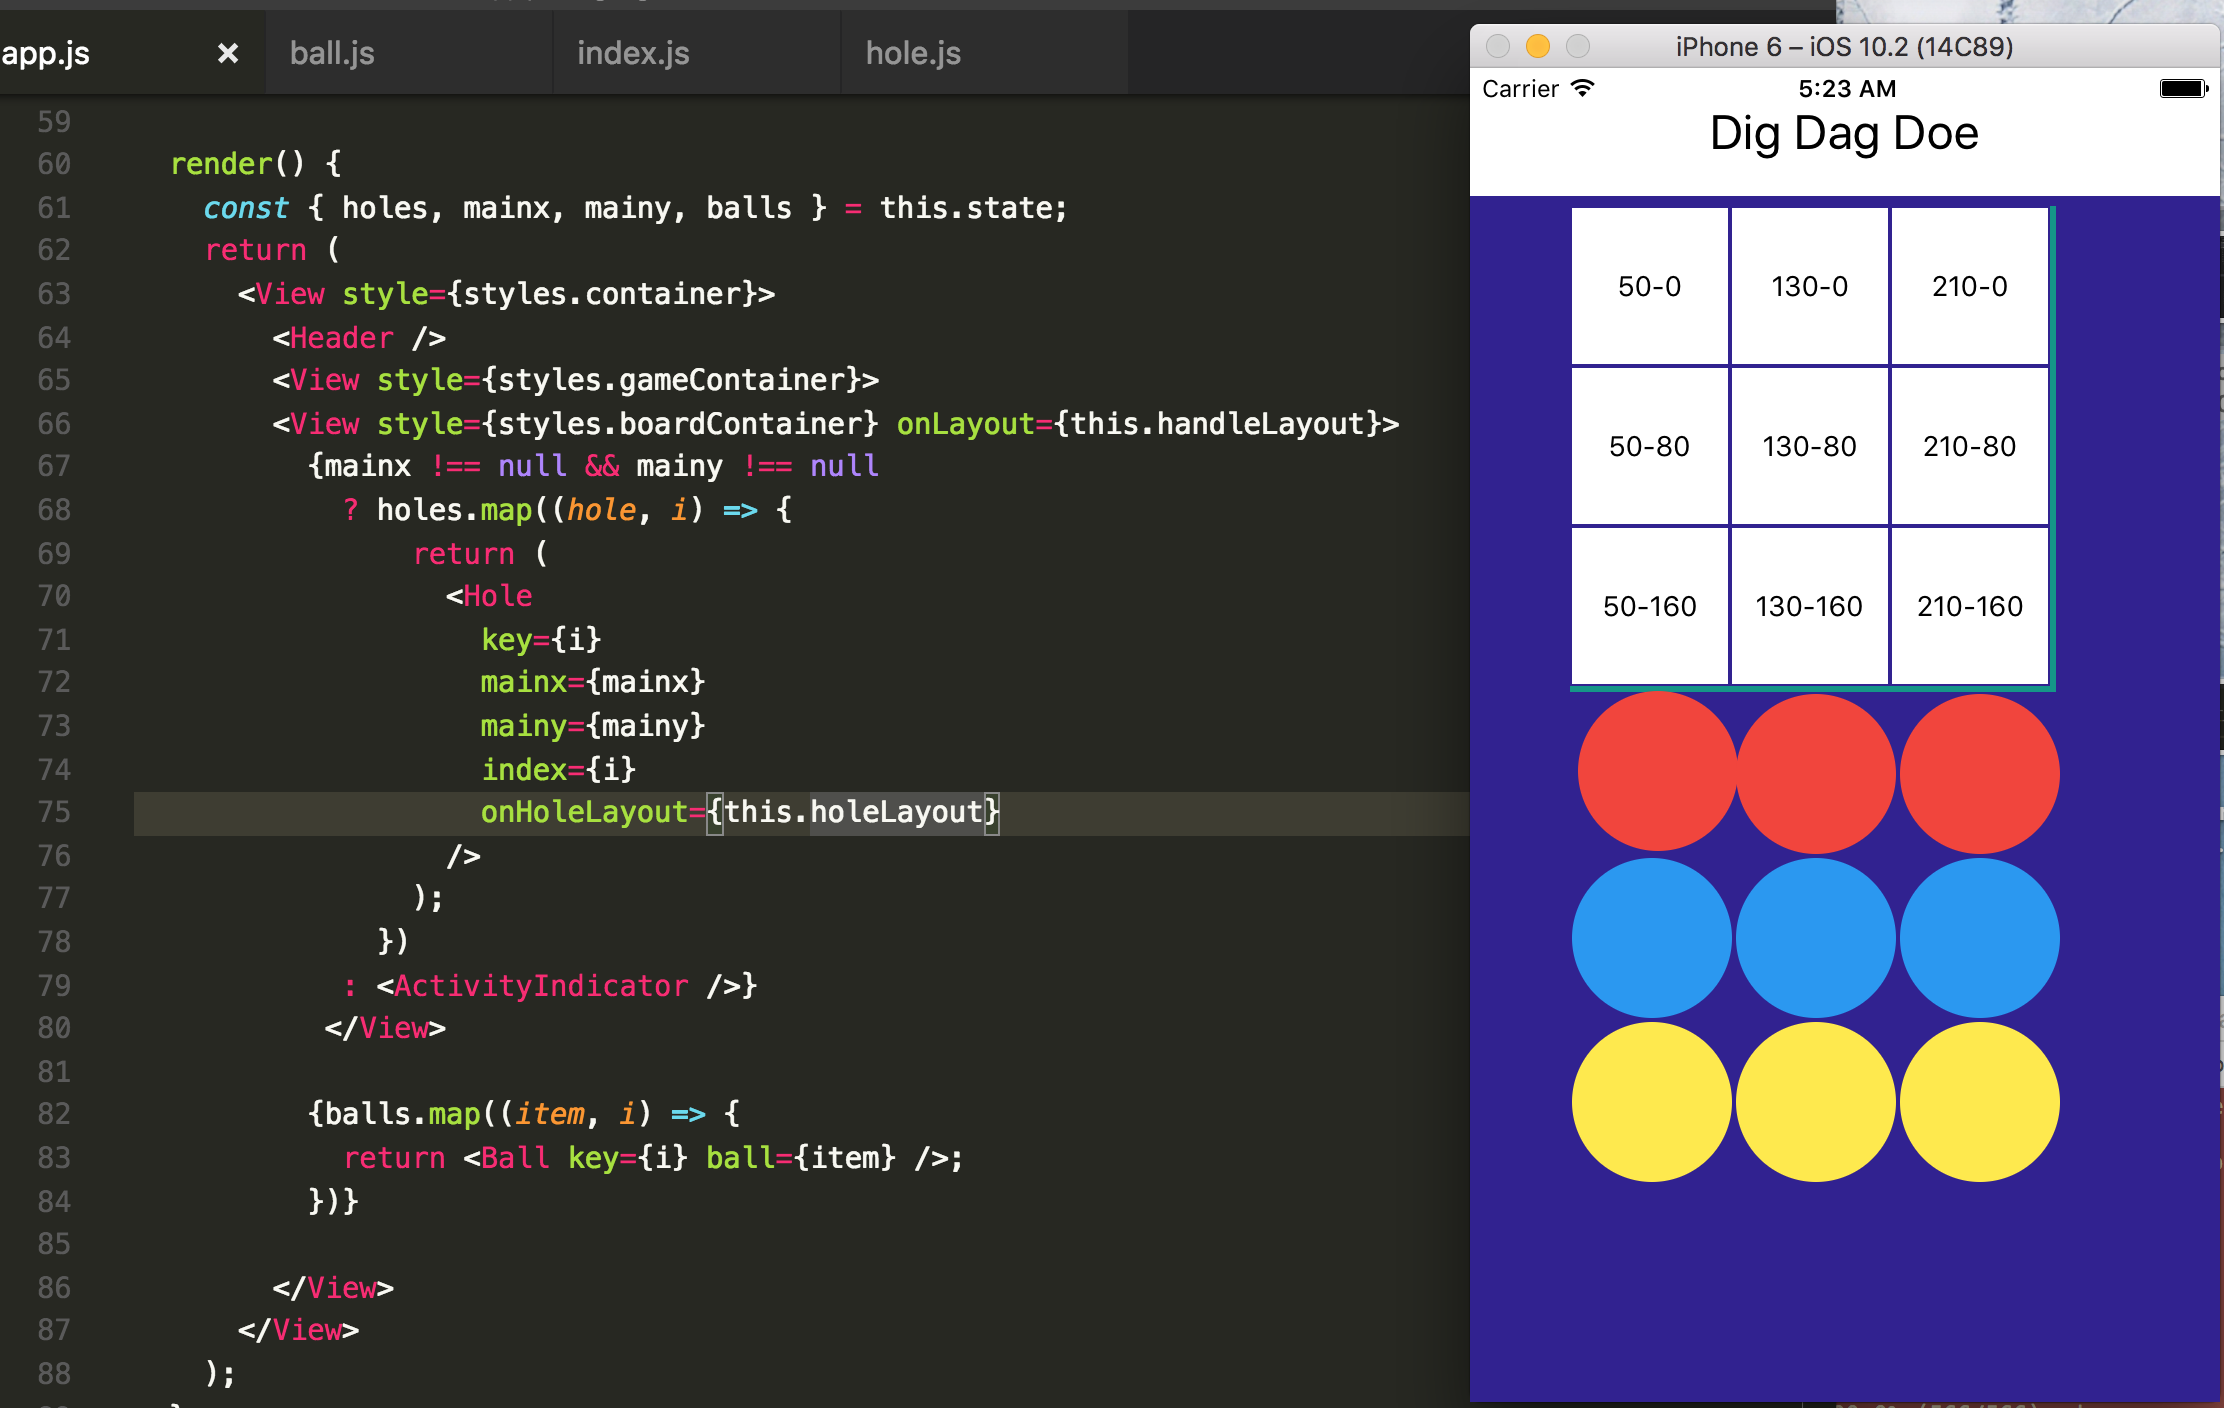 app.js × ball.js index.js hole.js
59
60 render() {
61 const { holes, mainx, mainy, balls } = this.state;
62 return (
63 <View style={styles.container}>
64 <Header />
65 <View style={styles.gameContainer}>
66 <View style={styles.boardContainer} onLayout={this.handleLayout}>
67 {mainx !== null && mainy !== null
68 ? holes.map((hole, i) => {
69 return (
70 <Hole
71 key={i}
72 mainx={mainx}
73 mainy={mainy}
74 index={i}
75 onHoleLayout={this.holeLayout}
76 />
77 );
78 })
79 : <ActivityIndicator />}
80 </View>
81
82 {balls.map((item, i) => {
83 return <Ball key={i} ball={item} />;
84 })}
85
86 </View>
87 </View>
88 );
iPhone 6 – iOS 10.2 (14C89)
Carrier 5:23 AM
Dig Dag Doe
50-0 130-0 210-0
50-80 130-80 210-80
50-160 130-160 210-160